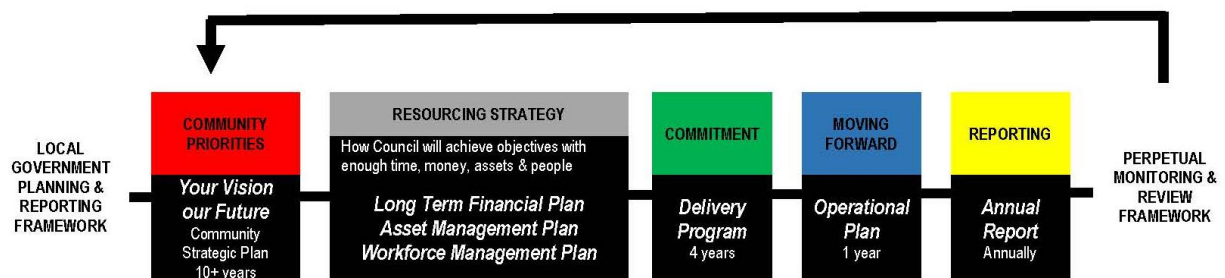 LOCAL
GOVERNMENT
PLANNING &
REPORTING
FRAMEWORK
COMMUNITY
PRIORITIES
Your Vision
our Future
Community
Strategic Plan
10+ years
RESOURCING STRATEGY
How Council will achieve objectives with
enough time, money, assets & people
Long Term Financial Plan
Asset Management Plan
Workforce Management Plan
COMMITMENT
Delivery
Program
4 years
MOVING
FORWARD
Operational
Plan
1 year
REPORTING
Annual
Report
Annually
PERPETUAL
MONITORING &
REVIEW
FRAMEWORK